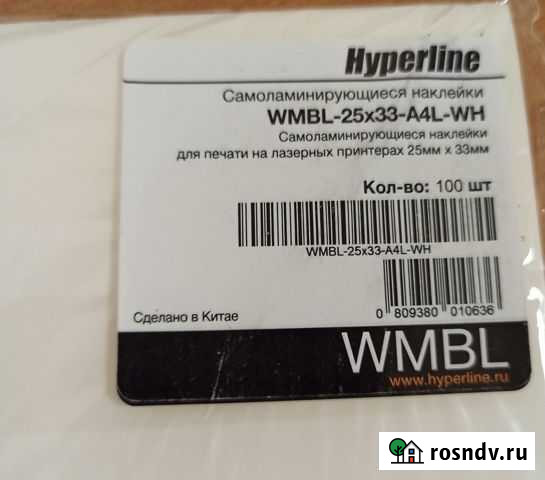 Hyperline
Самоламинирующиеся наклейки
WMBL-25x33-A4L-WH
Самоламинирующиеся наклейки
для печати на лазерных принтерах 25мм x 33мм
Кол-во: 100 шт
WMBL-25x33-A4L-WH
0 809380 010636
Сделано в Китае
WMBL
www.hyperline.ru
rosndv.ru